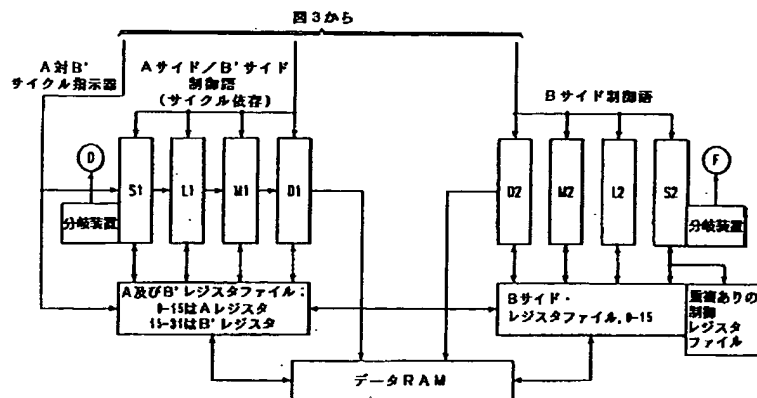 図3から
A対B'
サイクル指示器
Aサイド/B'サイド
制御語
(サイクル依存)
Bサイド制御語
D
F
S1
L1
M1
D1
D2
M2
L2
S2
分岐装置
分岐装置
A及びB'レジスタファイル:
0-15はAレジスタ
15-31はB'レジスタ
Bサイド・
レジスタファイル,0-15
重複ありの
制御
レジスタ
ファイル
データRAM